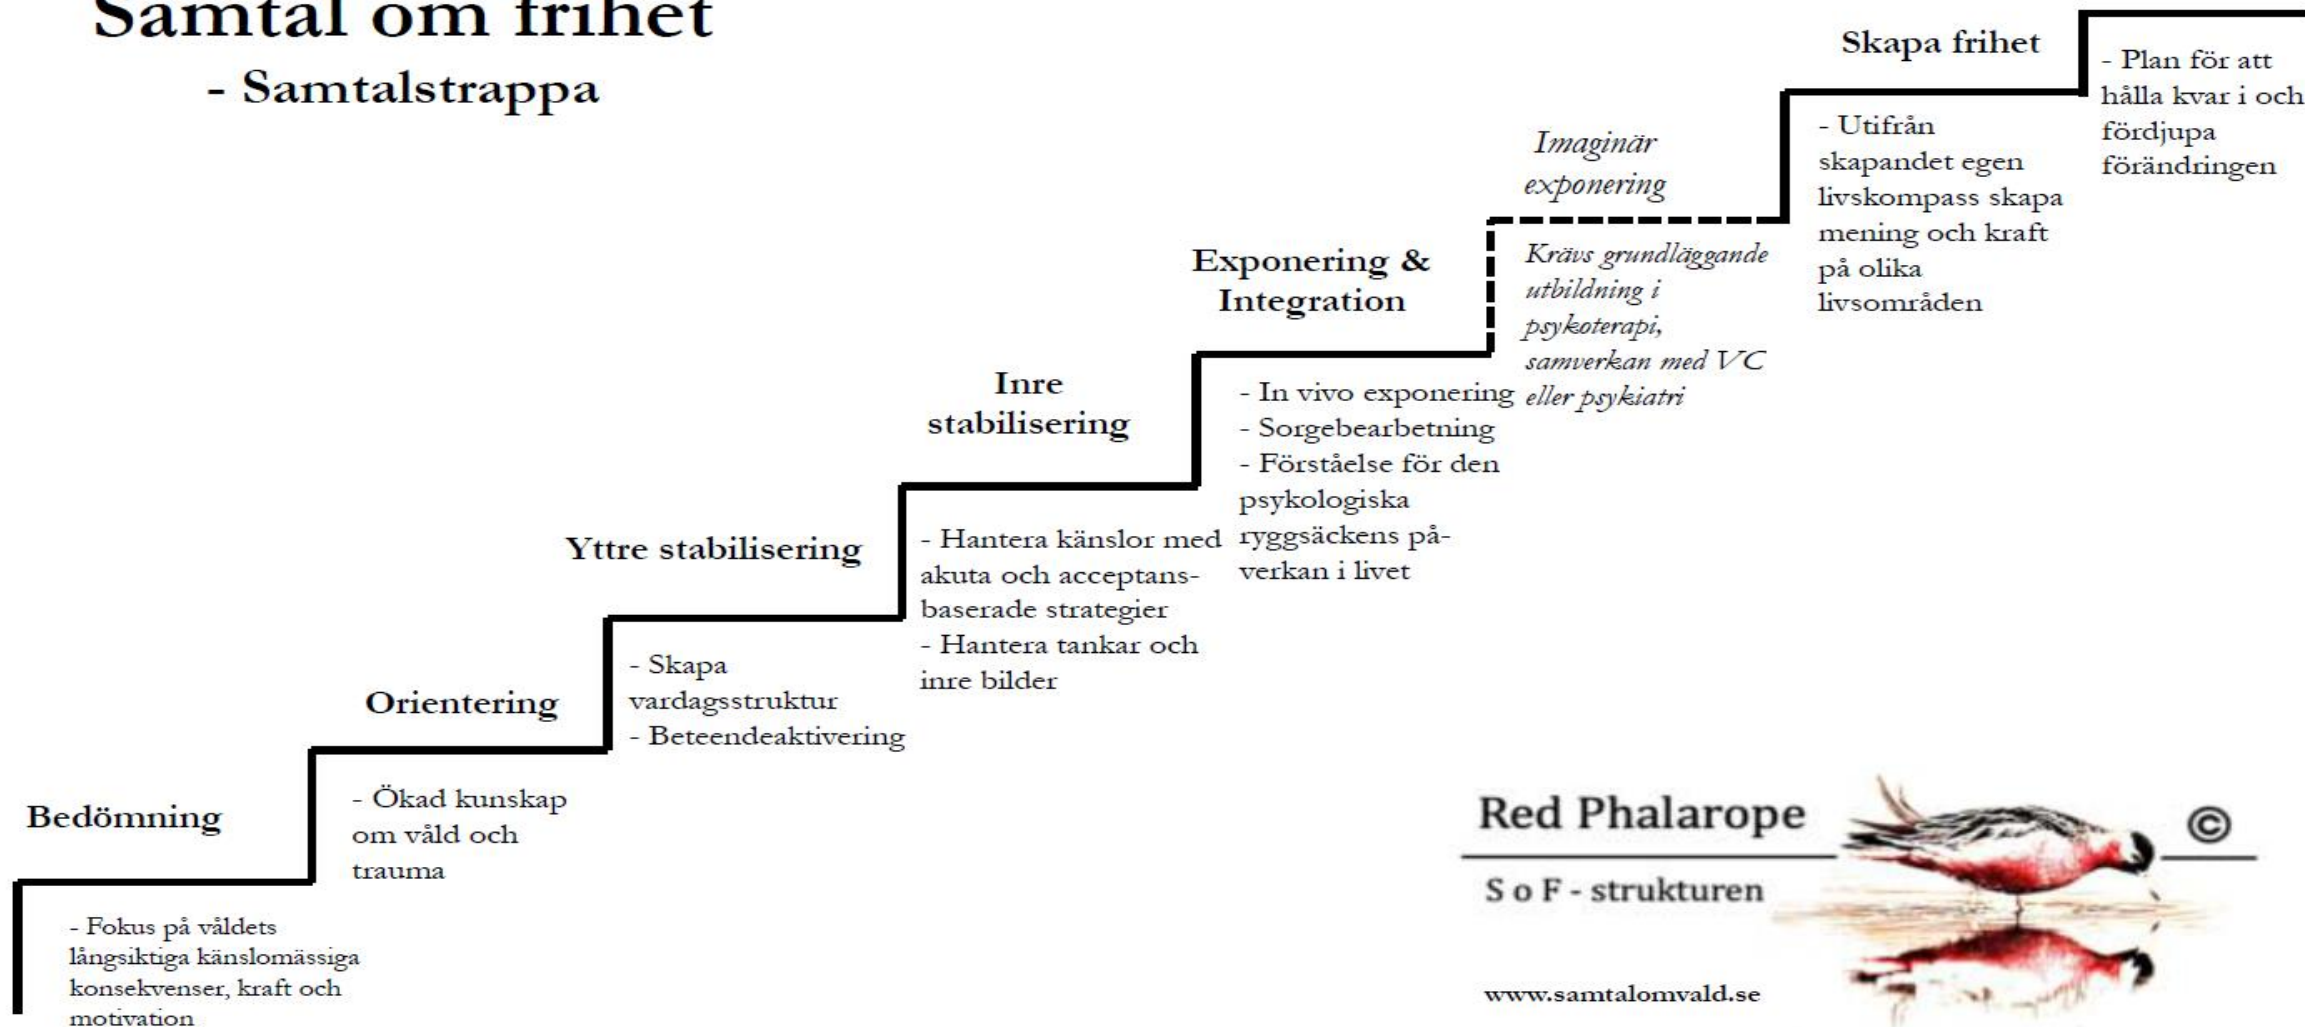 Samtal om frihet
- Samtalstrappa
Bedömning
- Fokus på våldets
långsiktiga känslomässiga
konsekvenser, kraft och
motivation
Orientering
- Ökad kunskap
om våld och
trauma
Yttre stabilisering
- Skapa
vardagsstruktur
- Beteendeaktivering
Inre
stabilisering
- Hantera känslor med
akuta och acceptans-
baserade strategier
- Hantera tankar och
inre bilder
Exponering &
Integration
- In vivo exponering
- Sorgebearbetning
- Förståelse för den
psykologiska
ryggsäckens på-
verkan i livet
Imaginär
exponering
Krävs grundläggande
utbildning i
psykoterapi,
samverkan med VC
eller psykiatri
Skapa frihet
- Utifrån
skapandet egen
livskompass skapa
mening och kraft
på olika
livsområden
- Plan för att
hålla kvar i och
fördjupa
förändringen
Red Phalarope
©
S o F - strukturen
www.samtalomvald.se